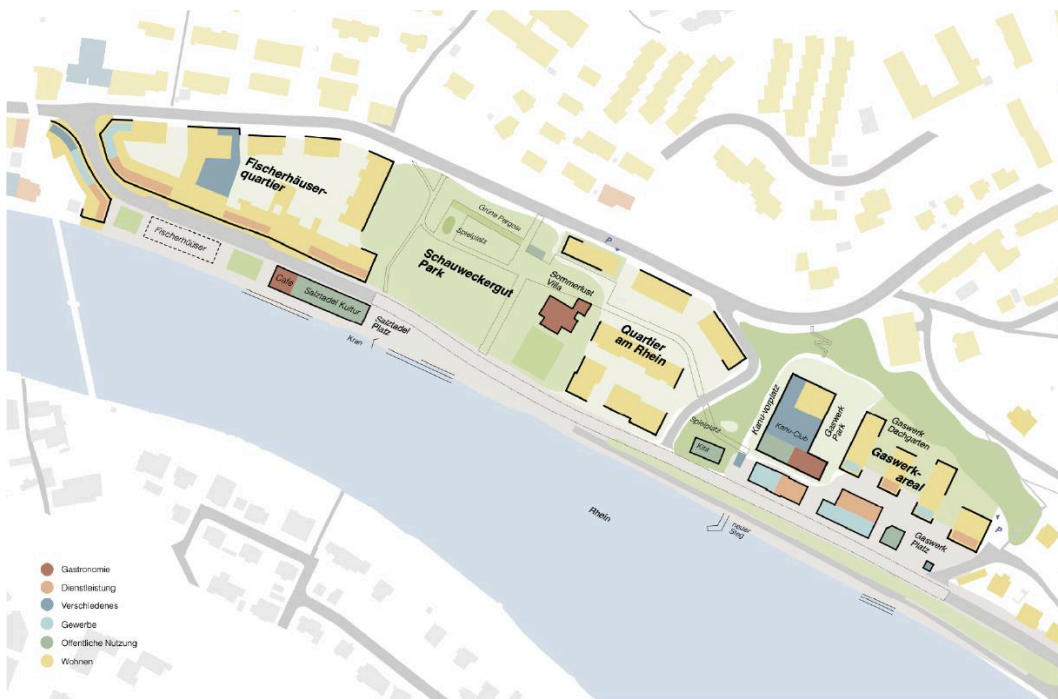 Fischerhäuser-
quartier
Fischerhäuser
Café
Salztadel Kultur
Salztadel
Platz
Kran
Grüne Pergola
Spielplatz
Schauweckergut
Park
Sommerlust
Villa
P
Quartier
am Rhein
Spielplatz
Kita
Kanu-vorplatz
Kanu-Club
Gaswerk
Park
Gaswerk
Dachgarten
Gaswerk-
areal
Gaswerk
Platz
P
neuer
Steg
Rhein
Gastronomie
Dienstleistung
Verschiedenes
Gewerbe
Öffentliche Nutzung
Wohnen